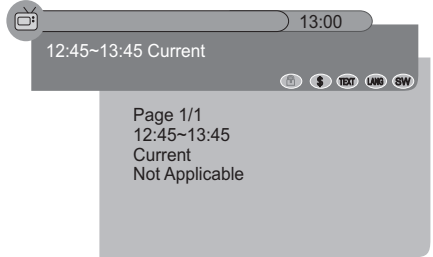 13:00
12:45~13:45 Current
$ TEXT LANG SW
Page 1/1
12:45~13:45
Current
Not Applicable